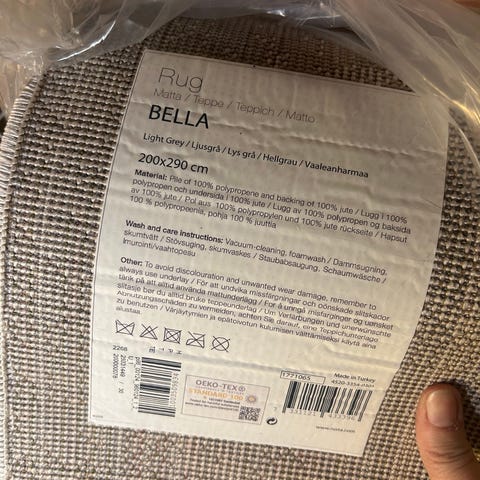 Rug
Matta / Teppe / Teppich / Matto
BELLA
Light Grey / Ljusgrå / Lys grå / Hellgrau / Vaaleanharmaa
200x290 cm
Material: Pile of 100% polypropene and backing of 100% jute / Lugg i 100%
polypropen och undersida i 100% jute / Lugg av 100% polypropen og baksida
av 100% jute / Pol aus 100% polypropylen und 100% jute rückseite / Hapsut
100 % polypropeenia, pohja 100 % juuttia
Wash and care instructions: Vacuum-cleaning, foamwash / Dammsugning,
skumtvätt / Støvsuging, skumvaskes / Staubabsaugung, Schaumwäsche /
Imurointi/vaahtopesu
Other: To avoid discolouration and unwanted wear damage, remember to
always use underlay / För att undvika missfärgningar och oönskade slitskador,
tänk på att alltid använda mattunderlägg / For å unngå misfarginger og uønsket
slitasje bør du alltid bruke teppeunderlag / Um Verfärbungen und unerwünschte
Abnutzungsschäden zu vermeiden, achten Sie darauf, eine Teppichunterlage
zu benutzen / Värjäytymien ja epätoivotun kulumisen välttämiseksi käytä aina
alustaa.
2268
OEKO-TEX®
STANDARD 100
1771065
Made in Turkey